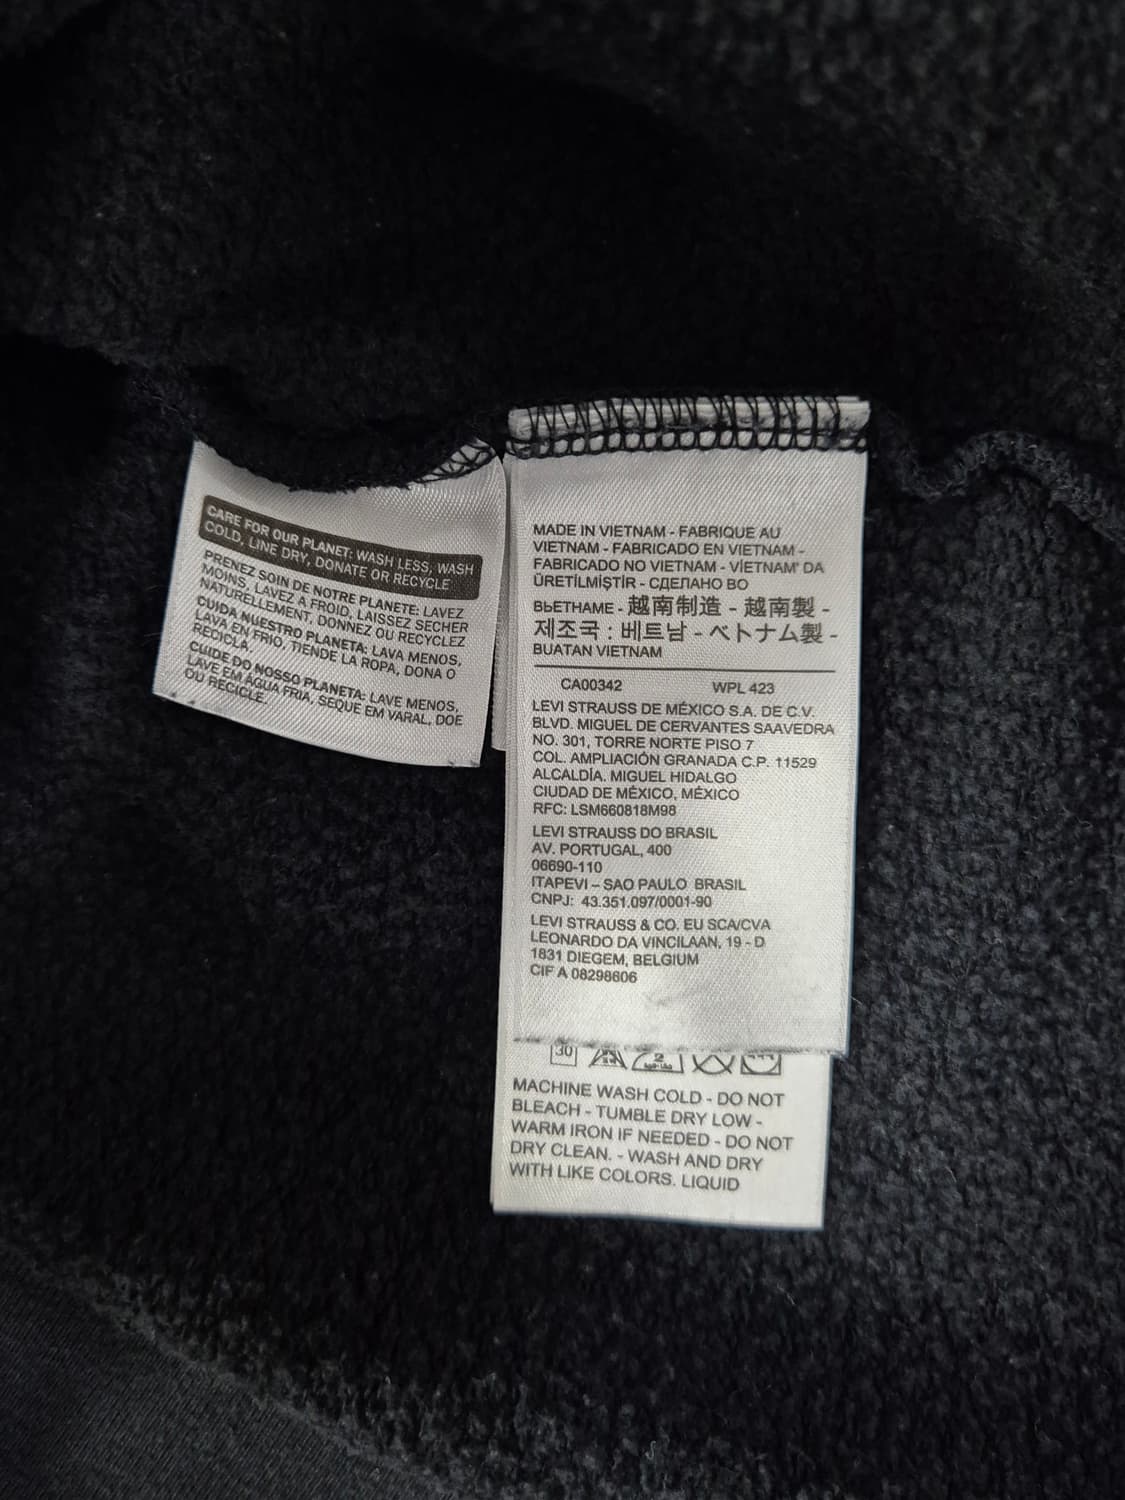 CARE FOR OUR PLANET: WASH LESS, WASH
COLD, LINE DRY, DONATE OR RECYCLE
PRENEZ SOIN DE NOTRE PLANETE: LAVEZ
MOINS, LAVEZ A FROID, LAISSEZ SECHER
NATURELLEMENT, DONNEZ OU RECYCLEZ
CUIDA NUESTRO PLANETA: LAVA MENOS,
LAVA EN FRIO, TIENDE LA ROPA, DONA O
RECICLA.
CUIDE DO NOSSO PLANETA: LAVE MENOS,
LAVE EM AGUA FRIA, SEQUE EM VARAL, DOE
OU RECICLE.
MADE IN VIETNAM - FABRIQUE AU
VIETNAM - FABRICADO EN VIETNAM -
FABRICADO NO VIETNAM - VİETNAM' DA
ÜRETİLMİŞTİR - СДЕЛАНО ВО
ВЬЕТНАМЕ - 越南制造 - 越南製 -
제조국 : 베트남 - ベトナム製 -
BUATAN VIETNAM
CA00342 WPL 423
LEVI STRAUSS DE MÉXICO S.A. DE C.V.
BLVD. MIGUEL DE CERVANTES SAAVEDRA
NO. 301, TORRE NORTE PISO 7
COL. AMPLIACIÓN GRANADA C.P. 11529
ALCALDÍA. MIGUEL HIDALGO
CIUDAD DE MÉXICO, MÉXICO
RFC: LSM660818M98
LEVI STRAUSS DO BRASIL
AV. PORTUGAL, 400
06690-110
ITAPEVI – SAO PAULO BRASIL
CNPJ: 43.351.097/0001-90
LEVI STRAUSS & CO. EU SCA/CVA
LEONARDO DA VINCILAAN, 19 - D
1831 DIEGEM, BELGIUM
CIF A 08298606
30 2
MACHINE WASH COLD - DO NOT
BLEACH - TUMBLE DRY LOW -
WARM IRON IF NEEDED - DO NOT
DRY CLEAN. - WASH AND DRY
WITH LIKE COLORS. LIQUID